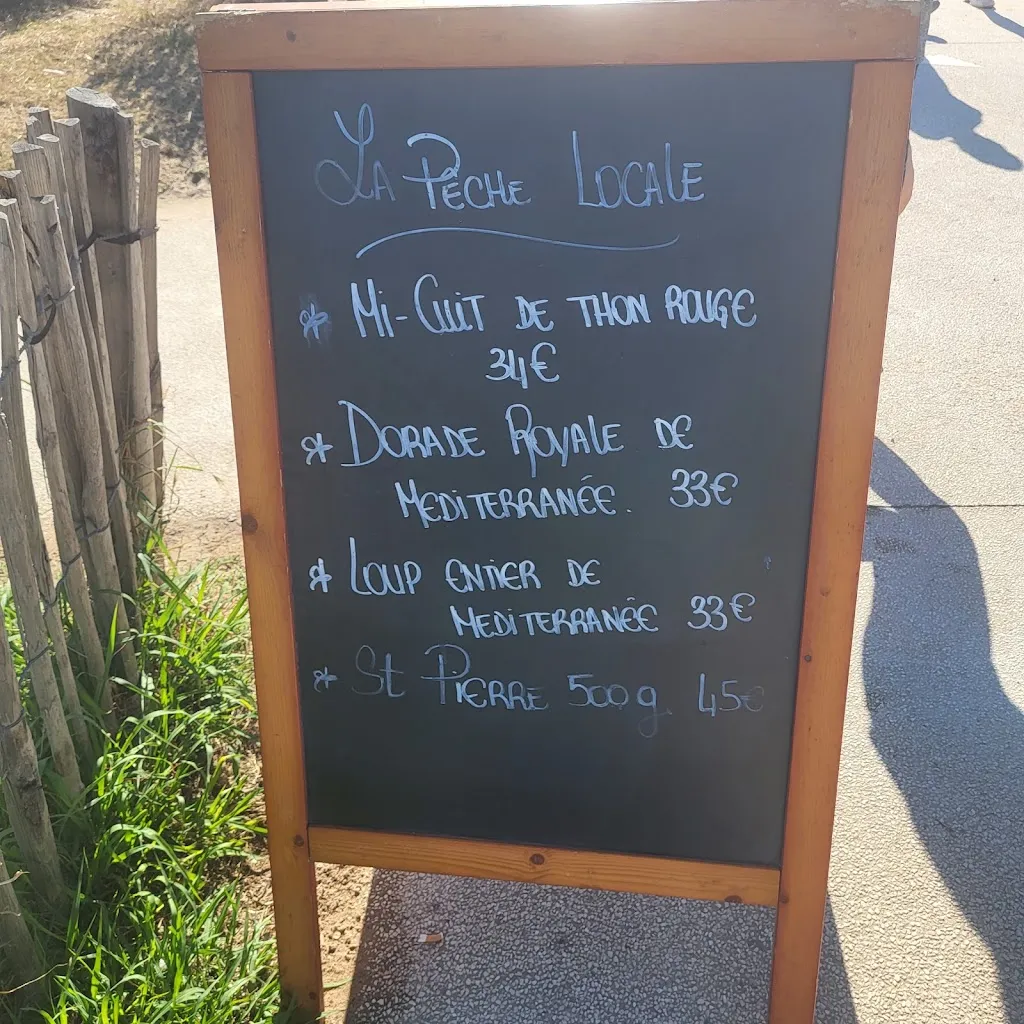 La Pêche Locale
* Mi-Cuit de thon rouge
34€
* Dorade Royale de
Mediterranée. 33€
* Loup entier de
Mediterranée 33€
* St Pierre 500g 45€